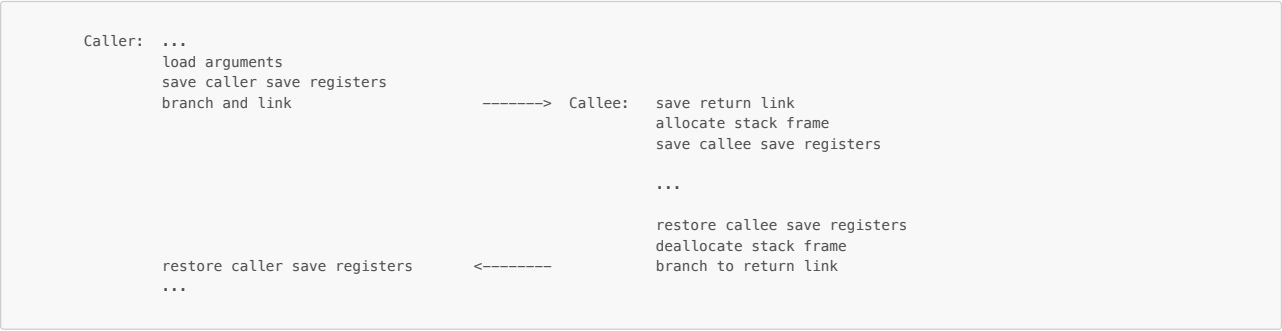 Caller: ...
load arguments
save caller save registers
branch and link -------> Callee: save return link
allocate stack frame
save callee save registers
...
restore callee save registers
deallocate stack frame
restore caller save registers <-------- branch to return link
...